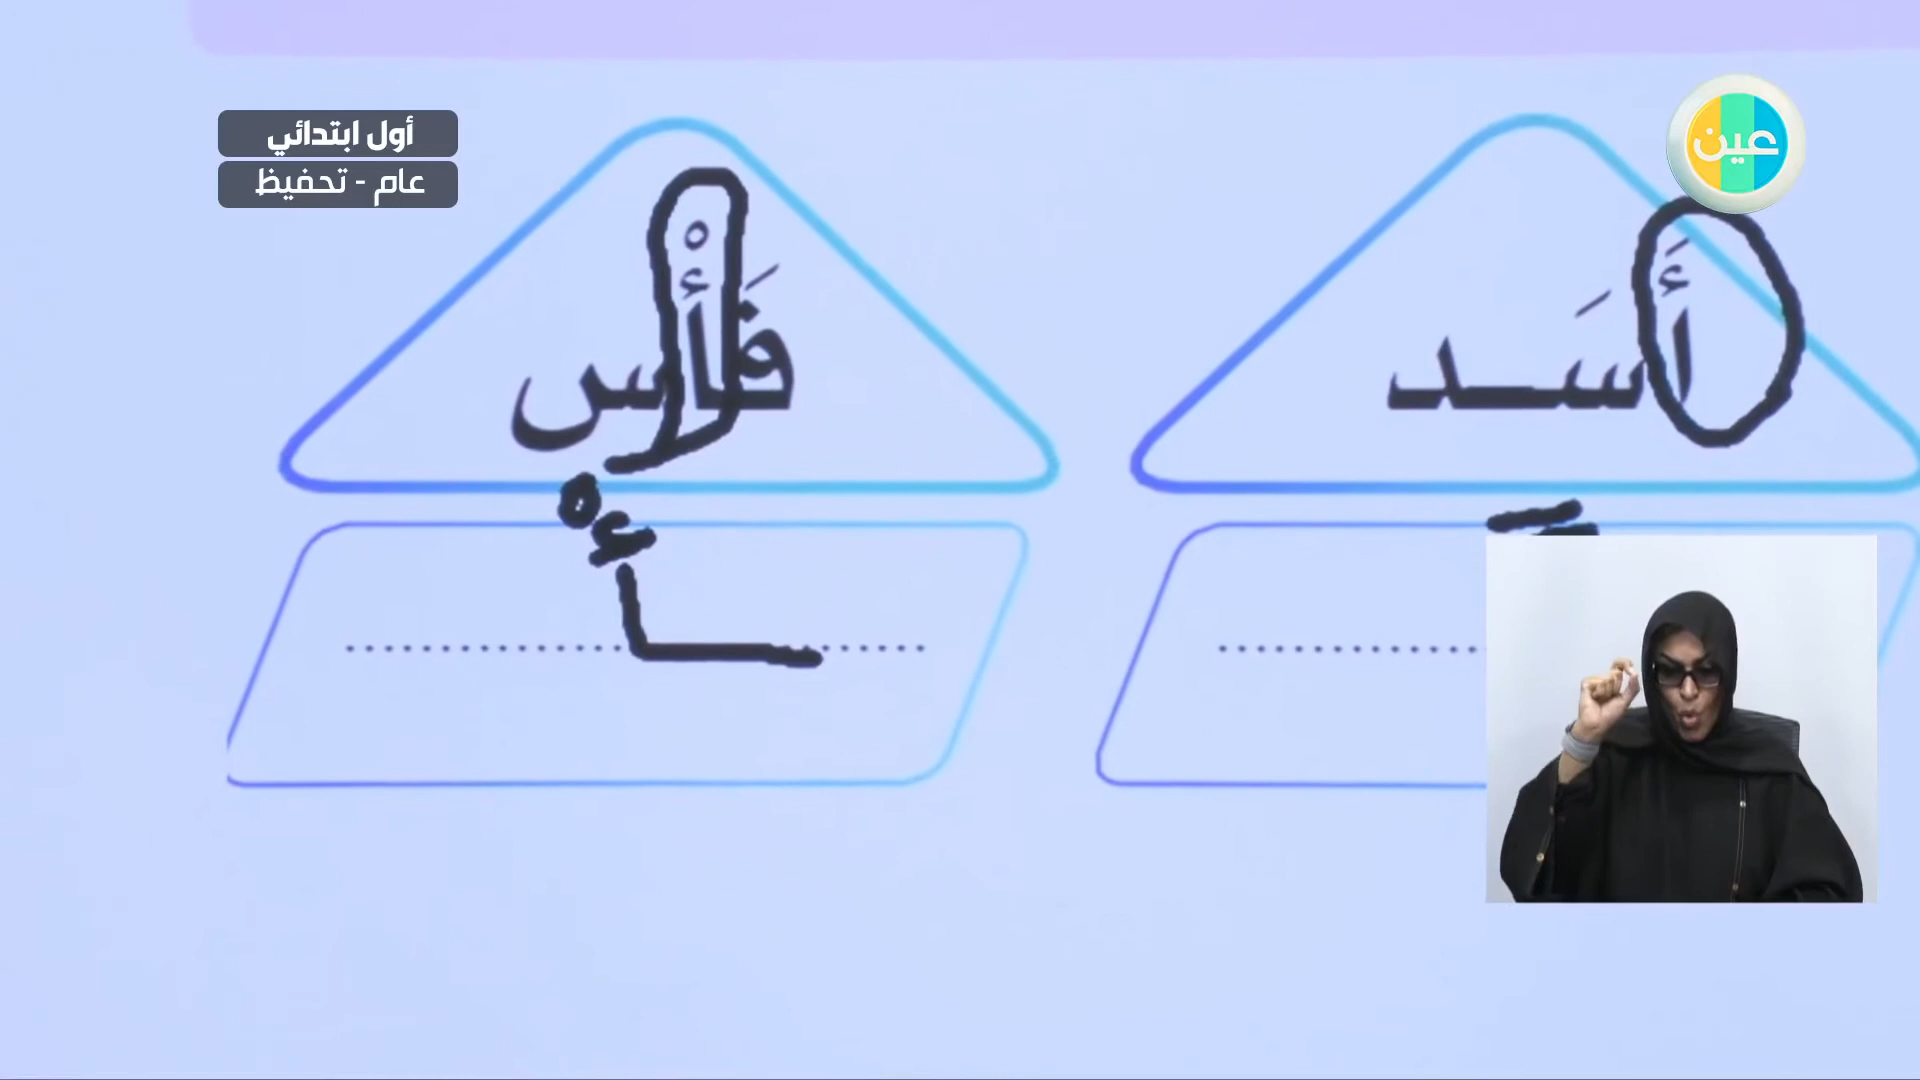 أول ابتدائي
عام - تحفيظ
عين
أَسَد
فَأْس
ـأْ